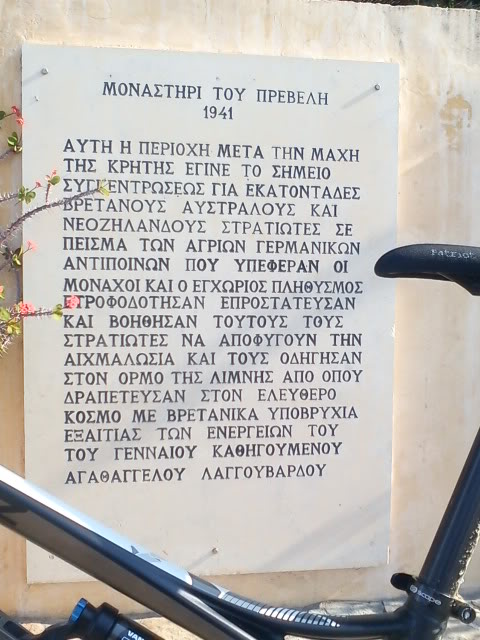 ΜΟΝΑΣΤΗΡΙ ΤΟΥ ΠΡΕΒΕΛΗ
1941
ΑΥΤΗ Η ΠΕΡΙΟΧΗ ΜΕΤΑ ΤΗΝ ΜΑΧΗ
ΤΗΣ ΚΡΗΤΗΣ ΕΓΙΝΕ ΤΟ ΣΗΜΕΙΟ
ΣΥΓΚΕΝΤΡΩΣΕΩΣ ΓΙΑ ΕΚΑΤΟΝΤΑΔΕΣ
ΒΡΕΤΑΝΟΥΣ ΑΥΣΤΡΑΛΟΥΣ ΚΑΙ
ΝΕΟΖΗΛΑΝΔΟΥΣ ΣΤΡΑΤΙΩΤΕΣ ΣΕ
ΠΕΙΣΜΑ ΤΩΝ ΑΓΡΙΩΝ ΓΕΡΜΑΝΙΚΩΝ
ΑΝΤΙΠΟΙΝΩΝ ΠΟΥ ΥΠΕΦΕΡΑΝ ΟΙ
ΜΟΝΑΧΟΙ ΚΑΙ Ο ΕΓΧΩΡΙΟΣ ΠΛΗΘΥΣΜΟΣ
ΕΤΡΟΦΟΔΟΤΗΣΑΝ ΕΠΡΟΣΤΑΤΕΥΣΑΝ
ΚΑΙ ΒΟΗΘΗΣΑΝ ΤΟΥΤΟΥΣ ΤΟΥΣ
ΣΤΡΑΤΙΩΤΕΣ ΝΑ ΑΠΟΦΥΓΟΥΝ ΤΗΝ
ΑΙΧΜΑΛΩΣΙΑ ΚΑΙ ΤΟΥΣ ΟΔΗΓΗΣΑΝ
ΣΤΟΝ ΟΡΜΟ ΤΗΣ ΛΙΜΝΗΣ ΑΠΟ ΟΠΟΥ
ΔΡΑΠΕΤΕΥΣΑΝ ΣΤΟΝ ΕΛΕΥΘΕΡΟ
ΚΟΣΜΟ ΜΕ ΒΡΕΤΑΝΙΚΑ ΥΠΟΒΡΥΧΙΑ
ΕΞΑΙΤΙΑΣ ΤΩΝ ΕΝΕΡΓΕΙΩΝ ΤΟΥ
ΤΟΥ ΓΕΝΝΑΙΟΥ ΚΑΘΗΓΟΥΜΕΝΟΥ
ΑΓΑΘΑΓΓΕΛΟΥ ΛΑΓΓΟΥΒΑΡΔΟΥ
Patriot
scape
VAN